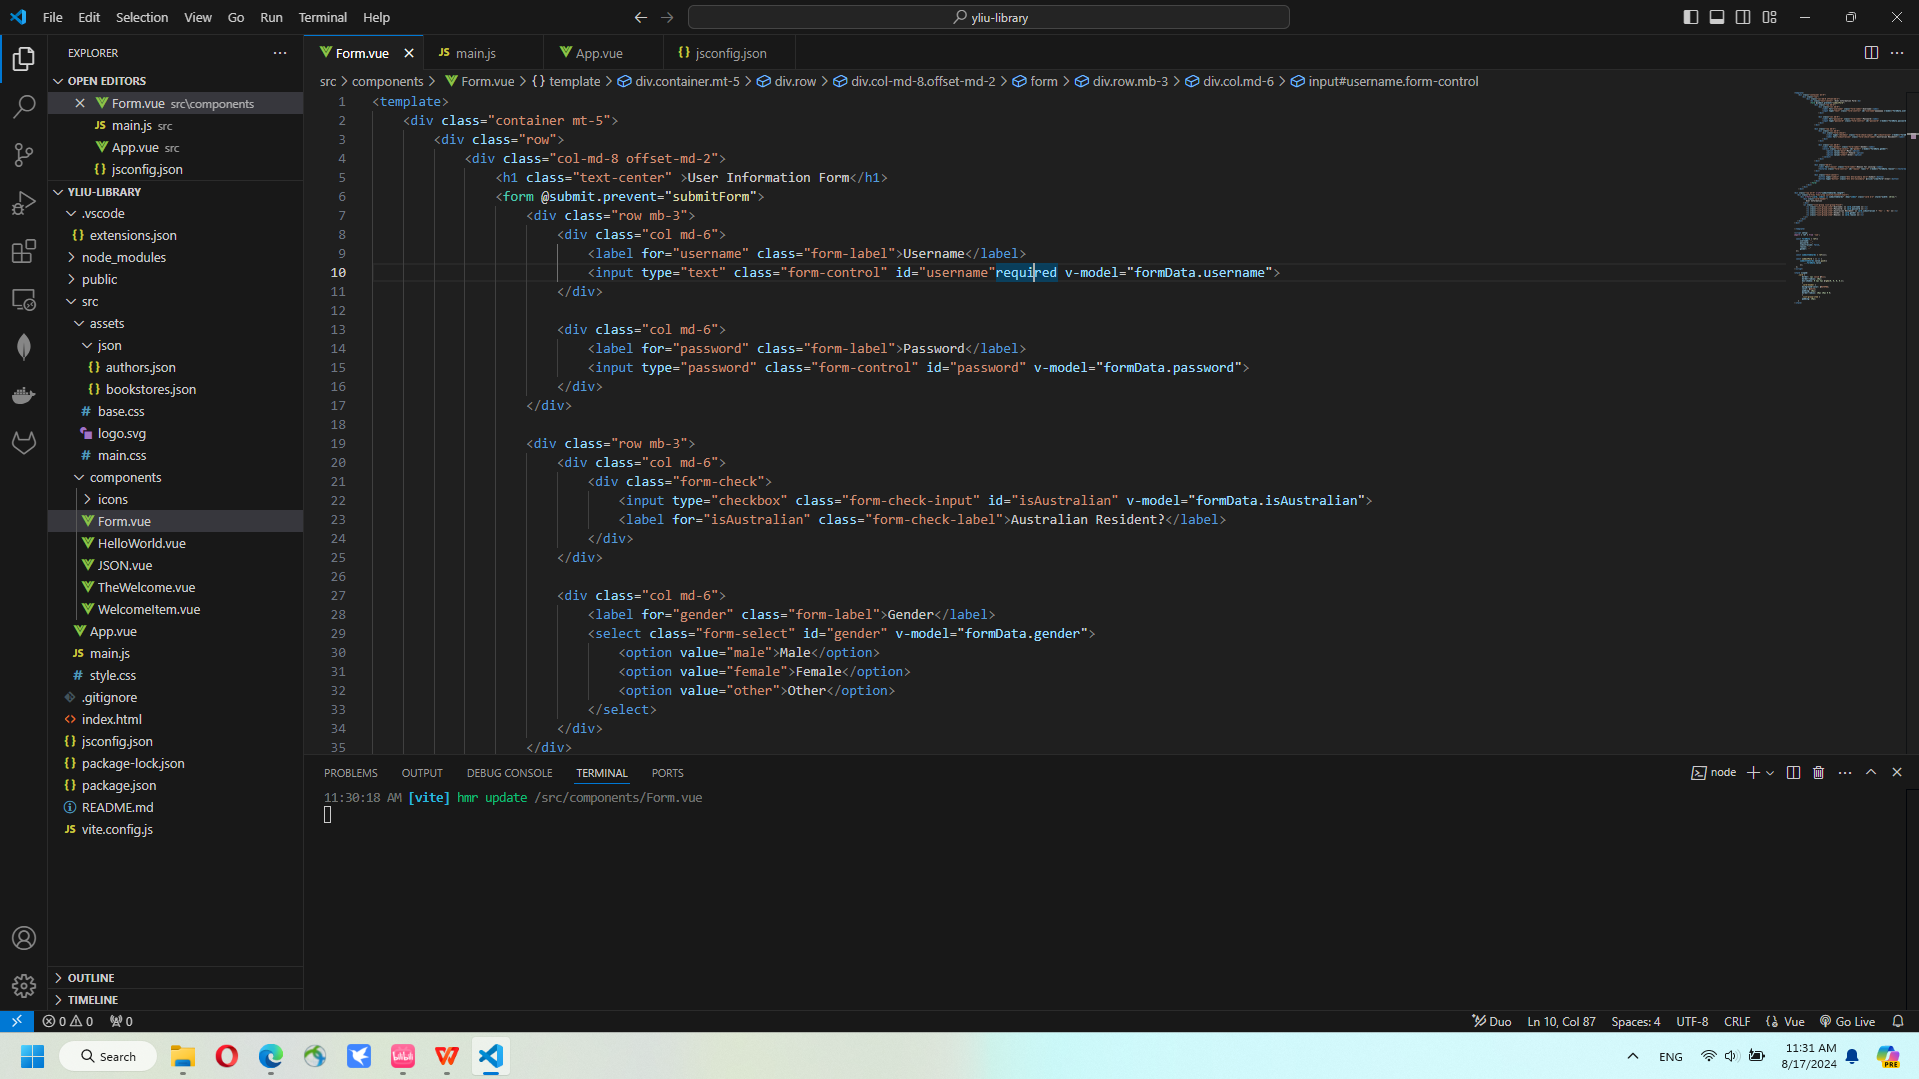 File Edit Selection View Go Run Terminal Help
yliu-library
EXPLORER
OPEN EDITORS
Form.vue src\components
main.js src
App.vue src
jsconfig.json
YLIU-LIBRARY
.vscode
extensions.json
node_modules
public
src
assets
json
authors.json
bookstores.json
base.css
logo.svg
main.css
components
icons
Form.vue
HelloWorld.vue
JSON.vue
TheWelcome.vue
WelcomeItem.vue
App.vue
main.js
style.css
.gitignore
index.html
jsconfig.json
package-lock.json
package.json
README.md
vite.config.js
OUTLINE
TIMELINE
Form.vue main.js App.vue jsconfig.json
src > components > Form.vue > {} template > div.container.mt-5 > div.row > div.col-md-8.offset-md-2 > form > div.row.mb-3 > div.col.md-6 > input#username.form-control
1 <template>
2 <div class="container mt-5">
3 <div class="row">
4 <div class="col-md-8 offset-md-2">
5 <h1 class="text-center" >User Information Form</h1>
6 <form @submit.prevent="submitForm">
7 <div class="row mb-3">
8 <div class="col md-6">
9 <label for="username" class="form-label">Username</label>
10 <input type="text" class="form-control" id="username"required v-model="formData.username">
11 </div>
12
13 <div class="col md-6">
14 <label for="password" class="form-label">Password</label>
15 <input type="password" class="form-control" id="password" v-model="formData.password">
16 </div>
17 </div>
18
19 <div class="row mb-3">
20 <div class="col md-6">
21 <div class="form-check">
22 <input type="checkbox" class="form-check-input" id="isAustralian" v-model="formData.isAustralian">
23 <label for="isAustralian" class="form-check-label">Australian Resident?</label>
24 </div>
25 </div>
26
27 <div class="col md-6">
28 <label for="gender" class="form-label">Gender</label>
29 <select class="form-select" id="gender" v-model="formData.gender">
30 <option value="male">Male</option>
31 <option value="female">Female</option>
32 <option value="other">Other</option>
33 </select>
34 </div>
35 </div>
PROBLEMS OUTPUT DEBUG CONSOLE TERMINAL PORTS
node
11:30:18 AM [vite] hmr update /src/components/Form.vue
0 0 0
Duo Ln 10, Col 87 Spaces: 4 UTF-8 CRLF Vue Go Live
Search
ENG
11:31 AM
8/17/2024
PRE